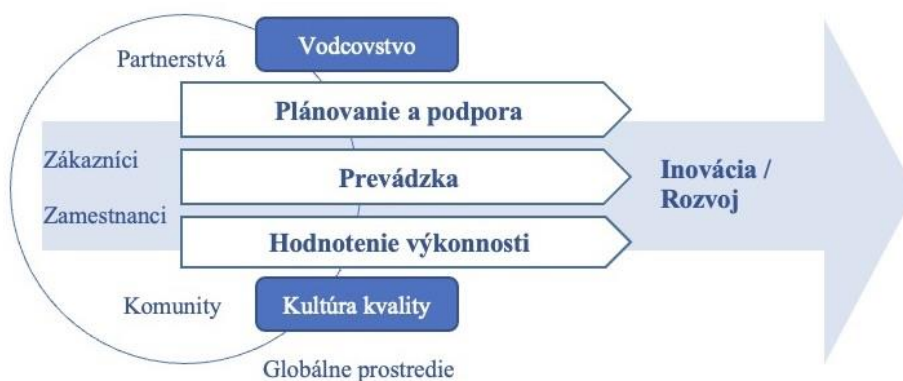 Vodcovstvo
Partnerstvá
Plánovanie a podpora
Zákazníci
Prevádzka
Inovácia /
Rozvoj
Zamestnanci
Hodnotenie výkonnosti
Komunity
Kultúra kvality
Globálne prostredie